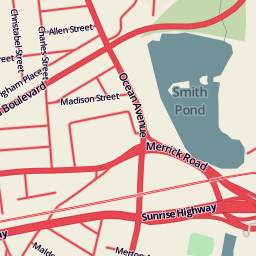 Allen Street
Christabel Street
Charles Street
Ocean Avenue
Smith
Pond
Boulevard
Madison Street
Merrick Road
Sunrise Highway